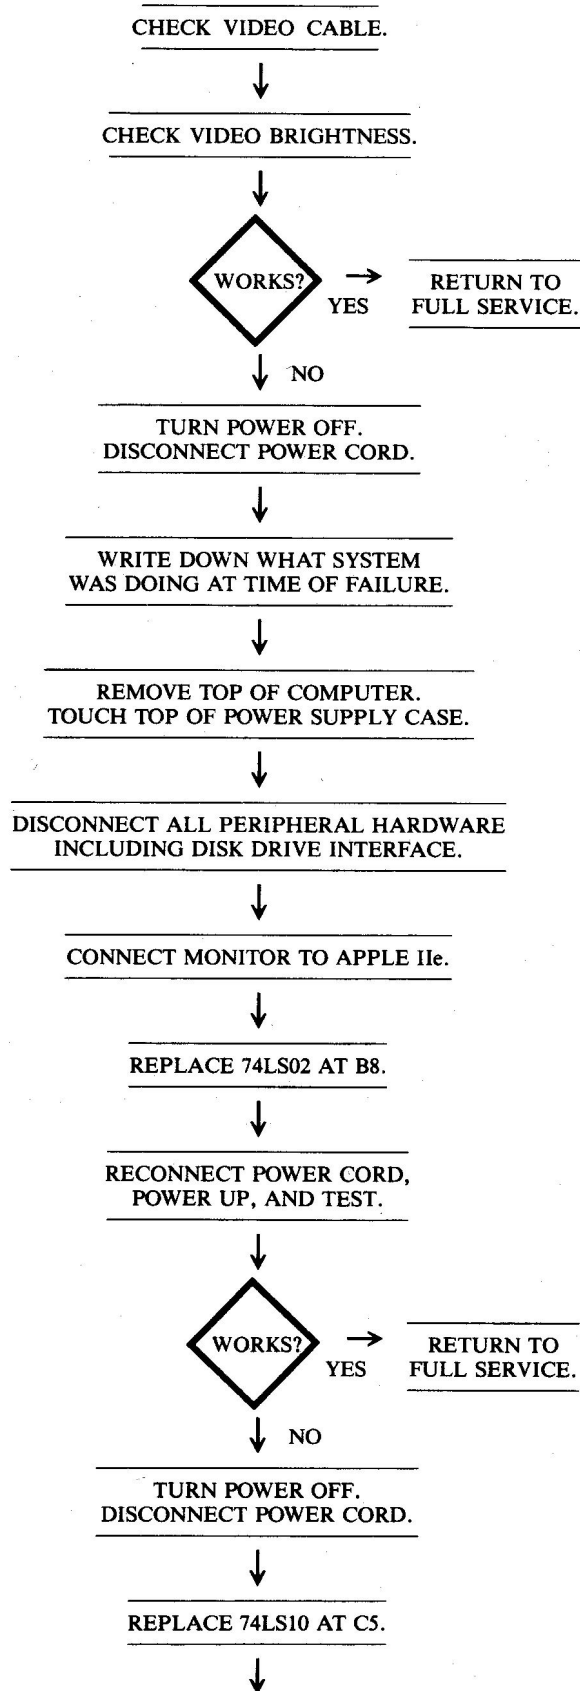 CHECK VIDEO CABLE.
CHECK VIDEO BRIGHTNESS.
WORKS?
YES
RETURN TO
FULL SERVICE.
NO
TURN POWER OFF.
DISCONNECT POWER CORD.
WRITE DOWN WHAT SYSTEM
WAS DOING AT TIME OF FAILURE.
REMOVE TOP OF COMPUTER.
TOUCH TOP OF POWER SUPPLY CASE.
DISCONNECT ALL PERIPHERAL HARDWARE
INCLUDING DISK DRIVE INTERFACE.
CONNECT MONITOR TO APPLE IIe.
REPLACE 74LS02 AT B8.
RECONNECT POWER CORD,
POWER UP, AND TEST.
WORKS?
YES
RETURN TO
FULL SERVICE.
NO
TURN POWER OFF.
DISCONNECT POWER CORD.
REPLACE 74LS10 AT C5.